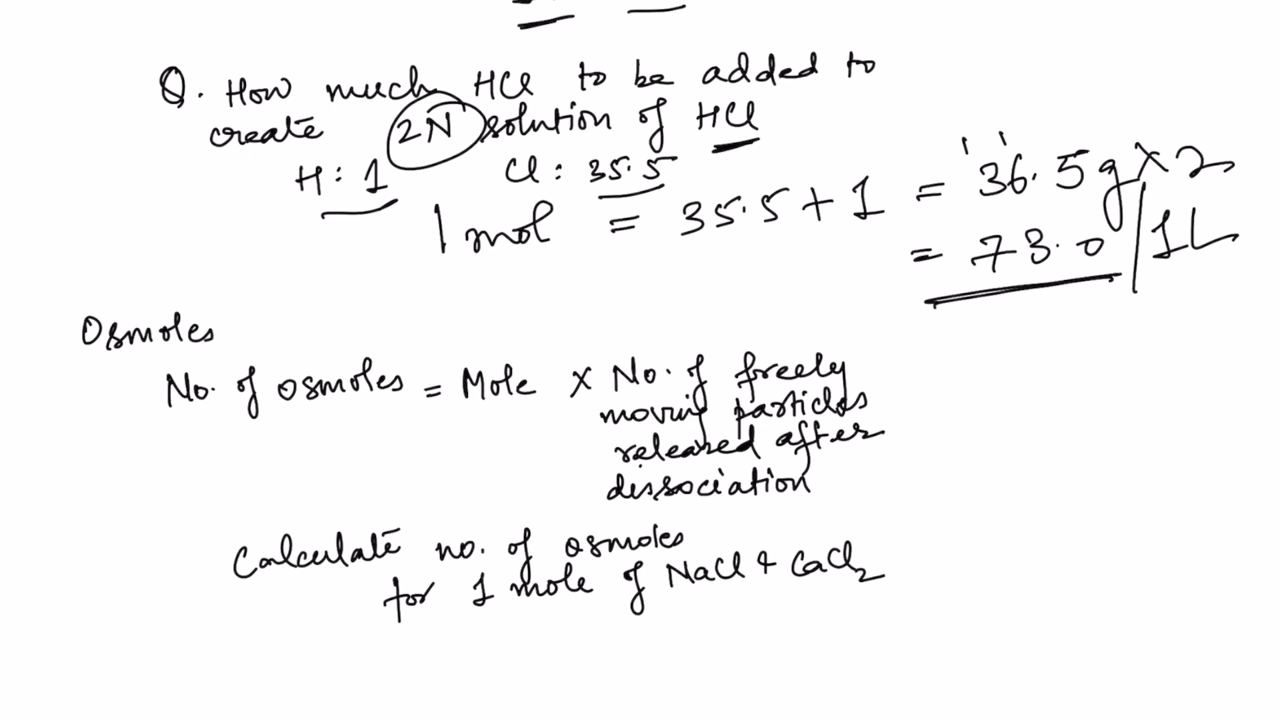 Q. How much HCl to be added to
create 2N solution of HCl
H: 1 Cl: 35.5
1 mol = 35.5 + 1 = 36.5g x 2
= 73.0 / 1L
Osmoles
No. of osmoles = Mole x No. of freely
moving particles
released after
dissociation
Calculate no. of osmoles
for 1 mole of NaCl & CaCl₂